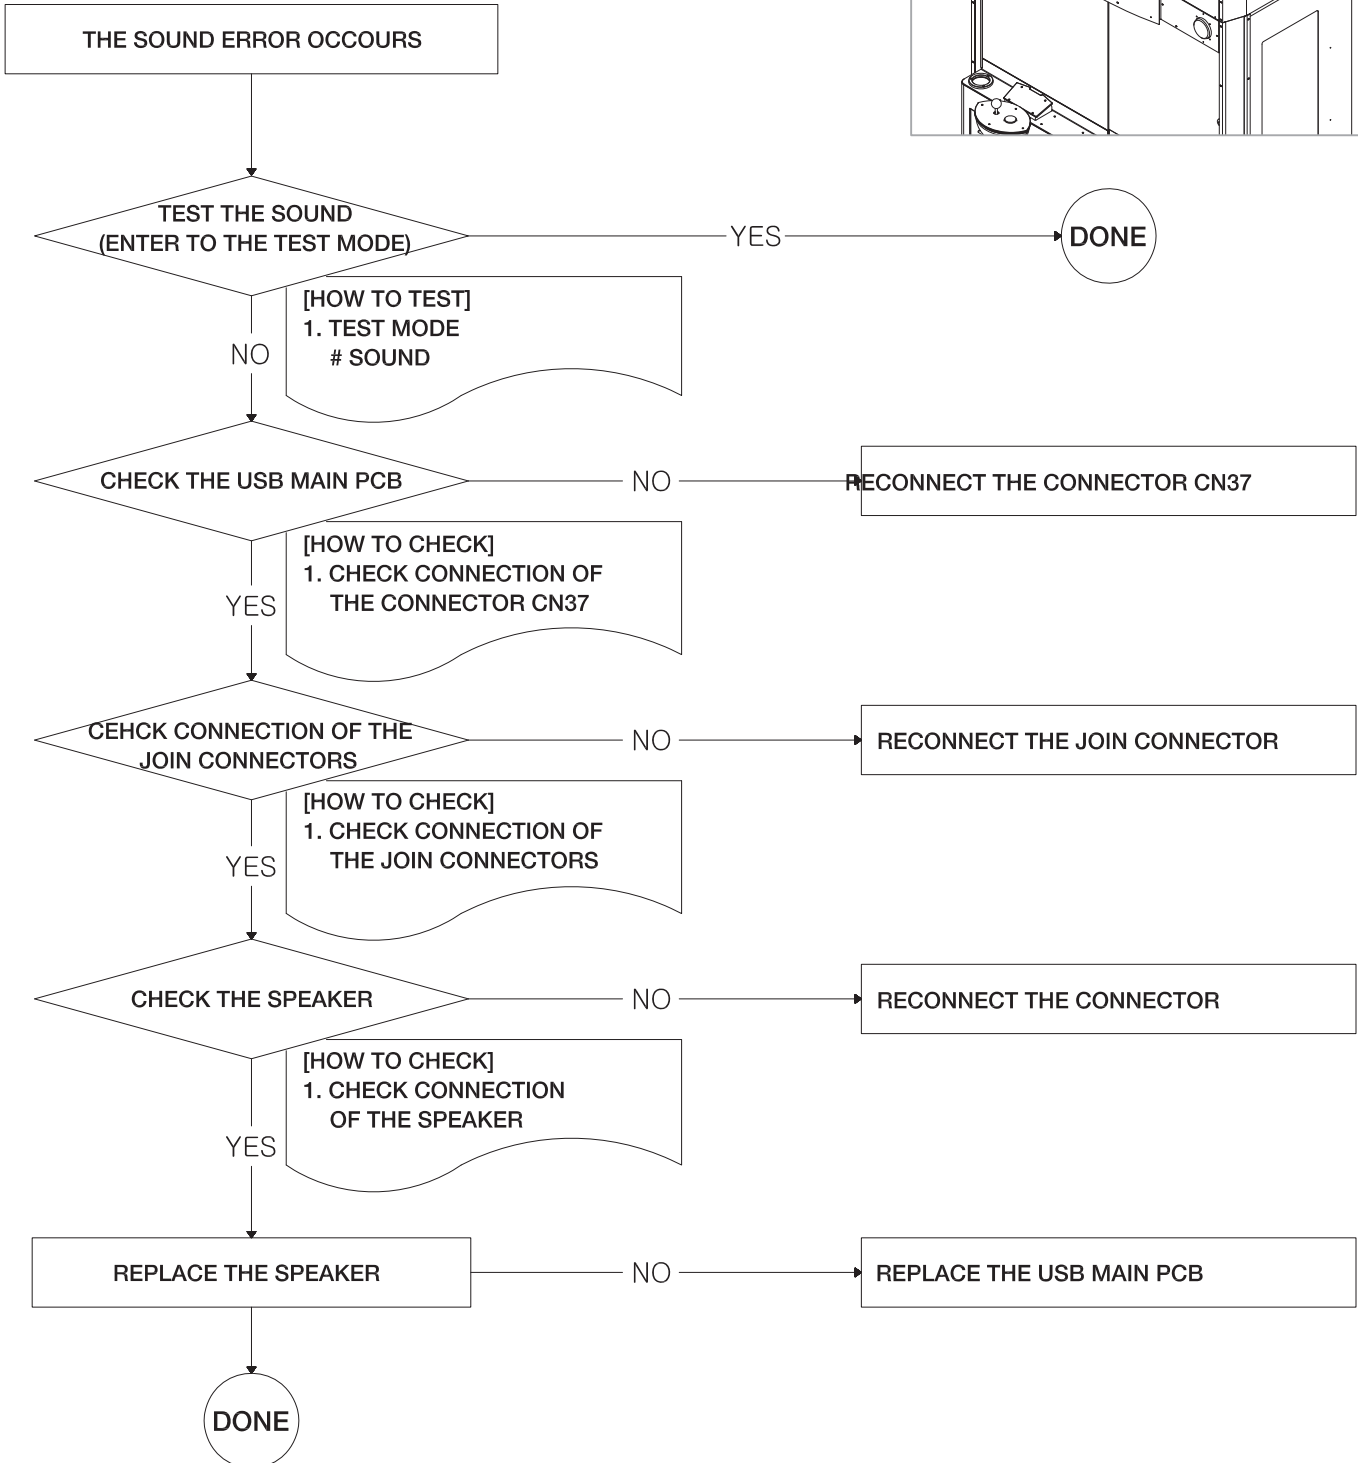 THE SOUND ERROR OCCOURS
TEST THE SOUND
(ENTER TO THE TEST MODE)
YES
DONE
[HOW TO TEST]
1. TEST MODE
# SOUND
NO
CHECK THE USB MAIN PCB
NO
RECONNECT THE CONNECTOR CN37
[HOW TO CHECK]
1. CHECK CONNECTION OF
THE CONNECTOR CN37
YES
CEHCK CONNECTION OF THE
JOIN CONNECTORS
NO
RECONNECT THE JOIN CONNECTOR
[HOW TO CHECK]
1. CHECK CONNECTION OF
THE JOIN CONNECTORS
YES
CHECK THE SPEAKER
NO
RECONNECT THE CONNECTOR
[HOW TO CHECK]
1. CHECK CONNECTION
OF THE SPEAKER
YES
REPLACE THE SPEAKER
NO
REPLACE THE USB MAIN PCB
DONE